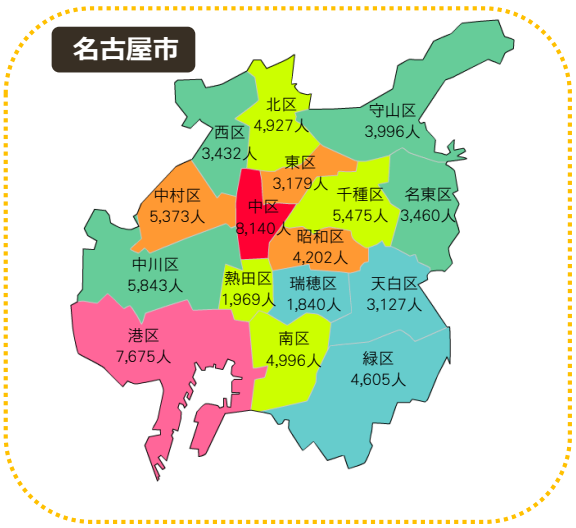 名古屋市
北区
4,927人
守山区
3,996人
西区
3,432人
東区
3,179人
中村区
5,373人
中区
8,140人
千種区
5,475人
名東区
3,460人
昭和区
4,202人
中川区
5,843人
熱田区
1,969人
瑞穂区
1,840人
天白区
3,127人
港区
7,675人
南区
4,996人
緑区
4,605人